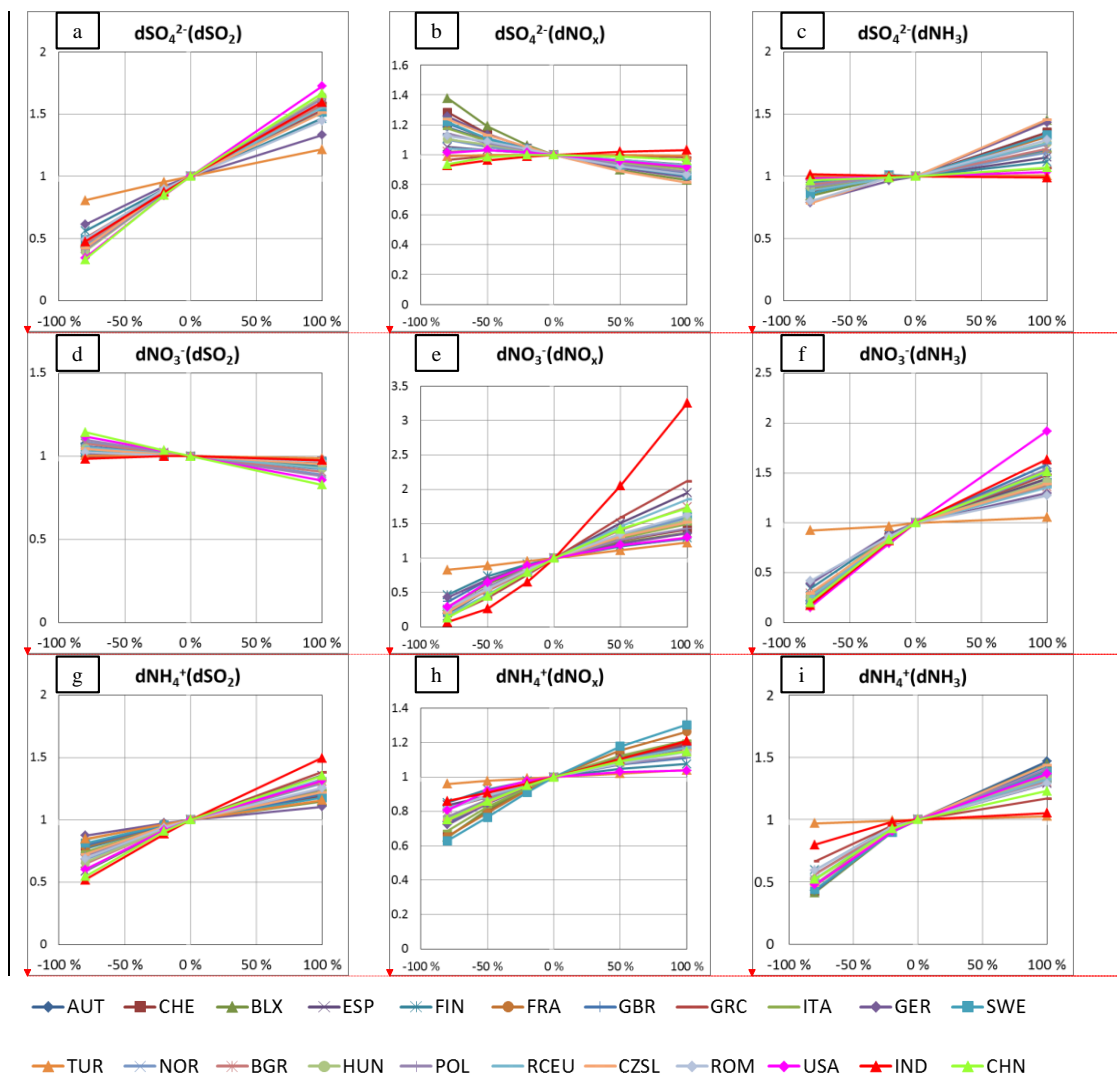 a dSO₄²⁻(dSO₂)
2
1.5
1
0.5
0
-100 % -50 % 0 % 50 % 100 %
b dSO₄²⁻(dNOₓ)
1.6
1.4
1.2
1
0.8
0.6
0.4
0.2
0
-100 % -50 % 0 % 50 % 100 %
c dSO₄²⁻(dNH₃)
2
1.5
1
0.5
0
-100 % -50 % 0 % 50 % 100 %
d dNO₃⁻(dSO₂)
1.5
1
0.5
0
-100 % -50 % 0 % 50 % 100 %
e dNO₃⁻(dNOₓ)
3.5
3
2.5
2
1.5
1
0.5
0
-100 % -50 % 0 % 50 % 100 %
f dNO₃⁻(dNH₃)
2.5
2
1.5
1
0.5
0
-100 % -50 % 0 % 50 % 100 %
g dNH₄⁺(dSO₂)
2
1.5
1
0.5
0
-100 % -50 % 0 % 50 % 100 %
h dNH₄⁺(dNOₓ)
1.4
1.2
1
0.8
0.6
0.4
0.2
0
-100 % -50 % 0 % 50 % 100 %
i dNH₄⁺(dNH₃)
2
1.5
1
0.5
0
-100 % -50 % 0 % 50 % 100 %
AUT CHE BLX ESP FIN FRA GBR GRC ITA GER SWE
TUR NOR BGR HUN POL RCEU CZSL ROM USA IND CHN